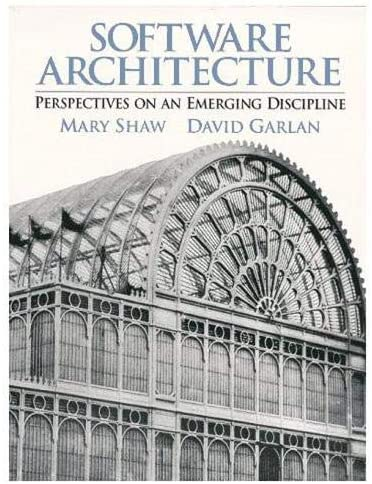 SOFTWARE
ARCHITECTURE
PERSPECTIVES ON AN EMERGING DISCIPLINE
MARY SHAW DAVID GARLAN